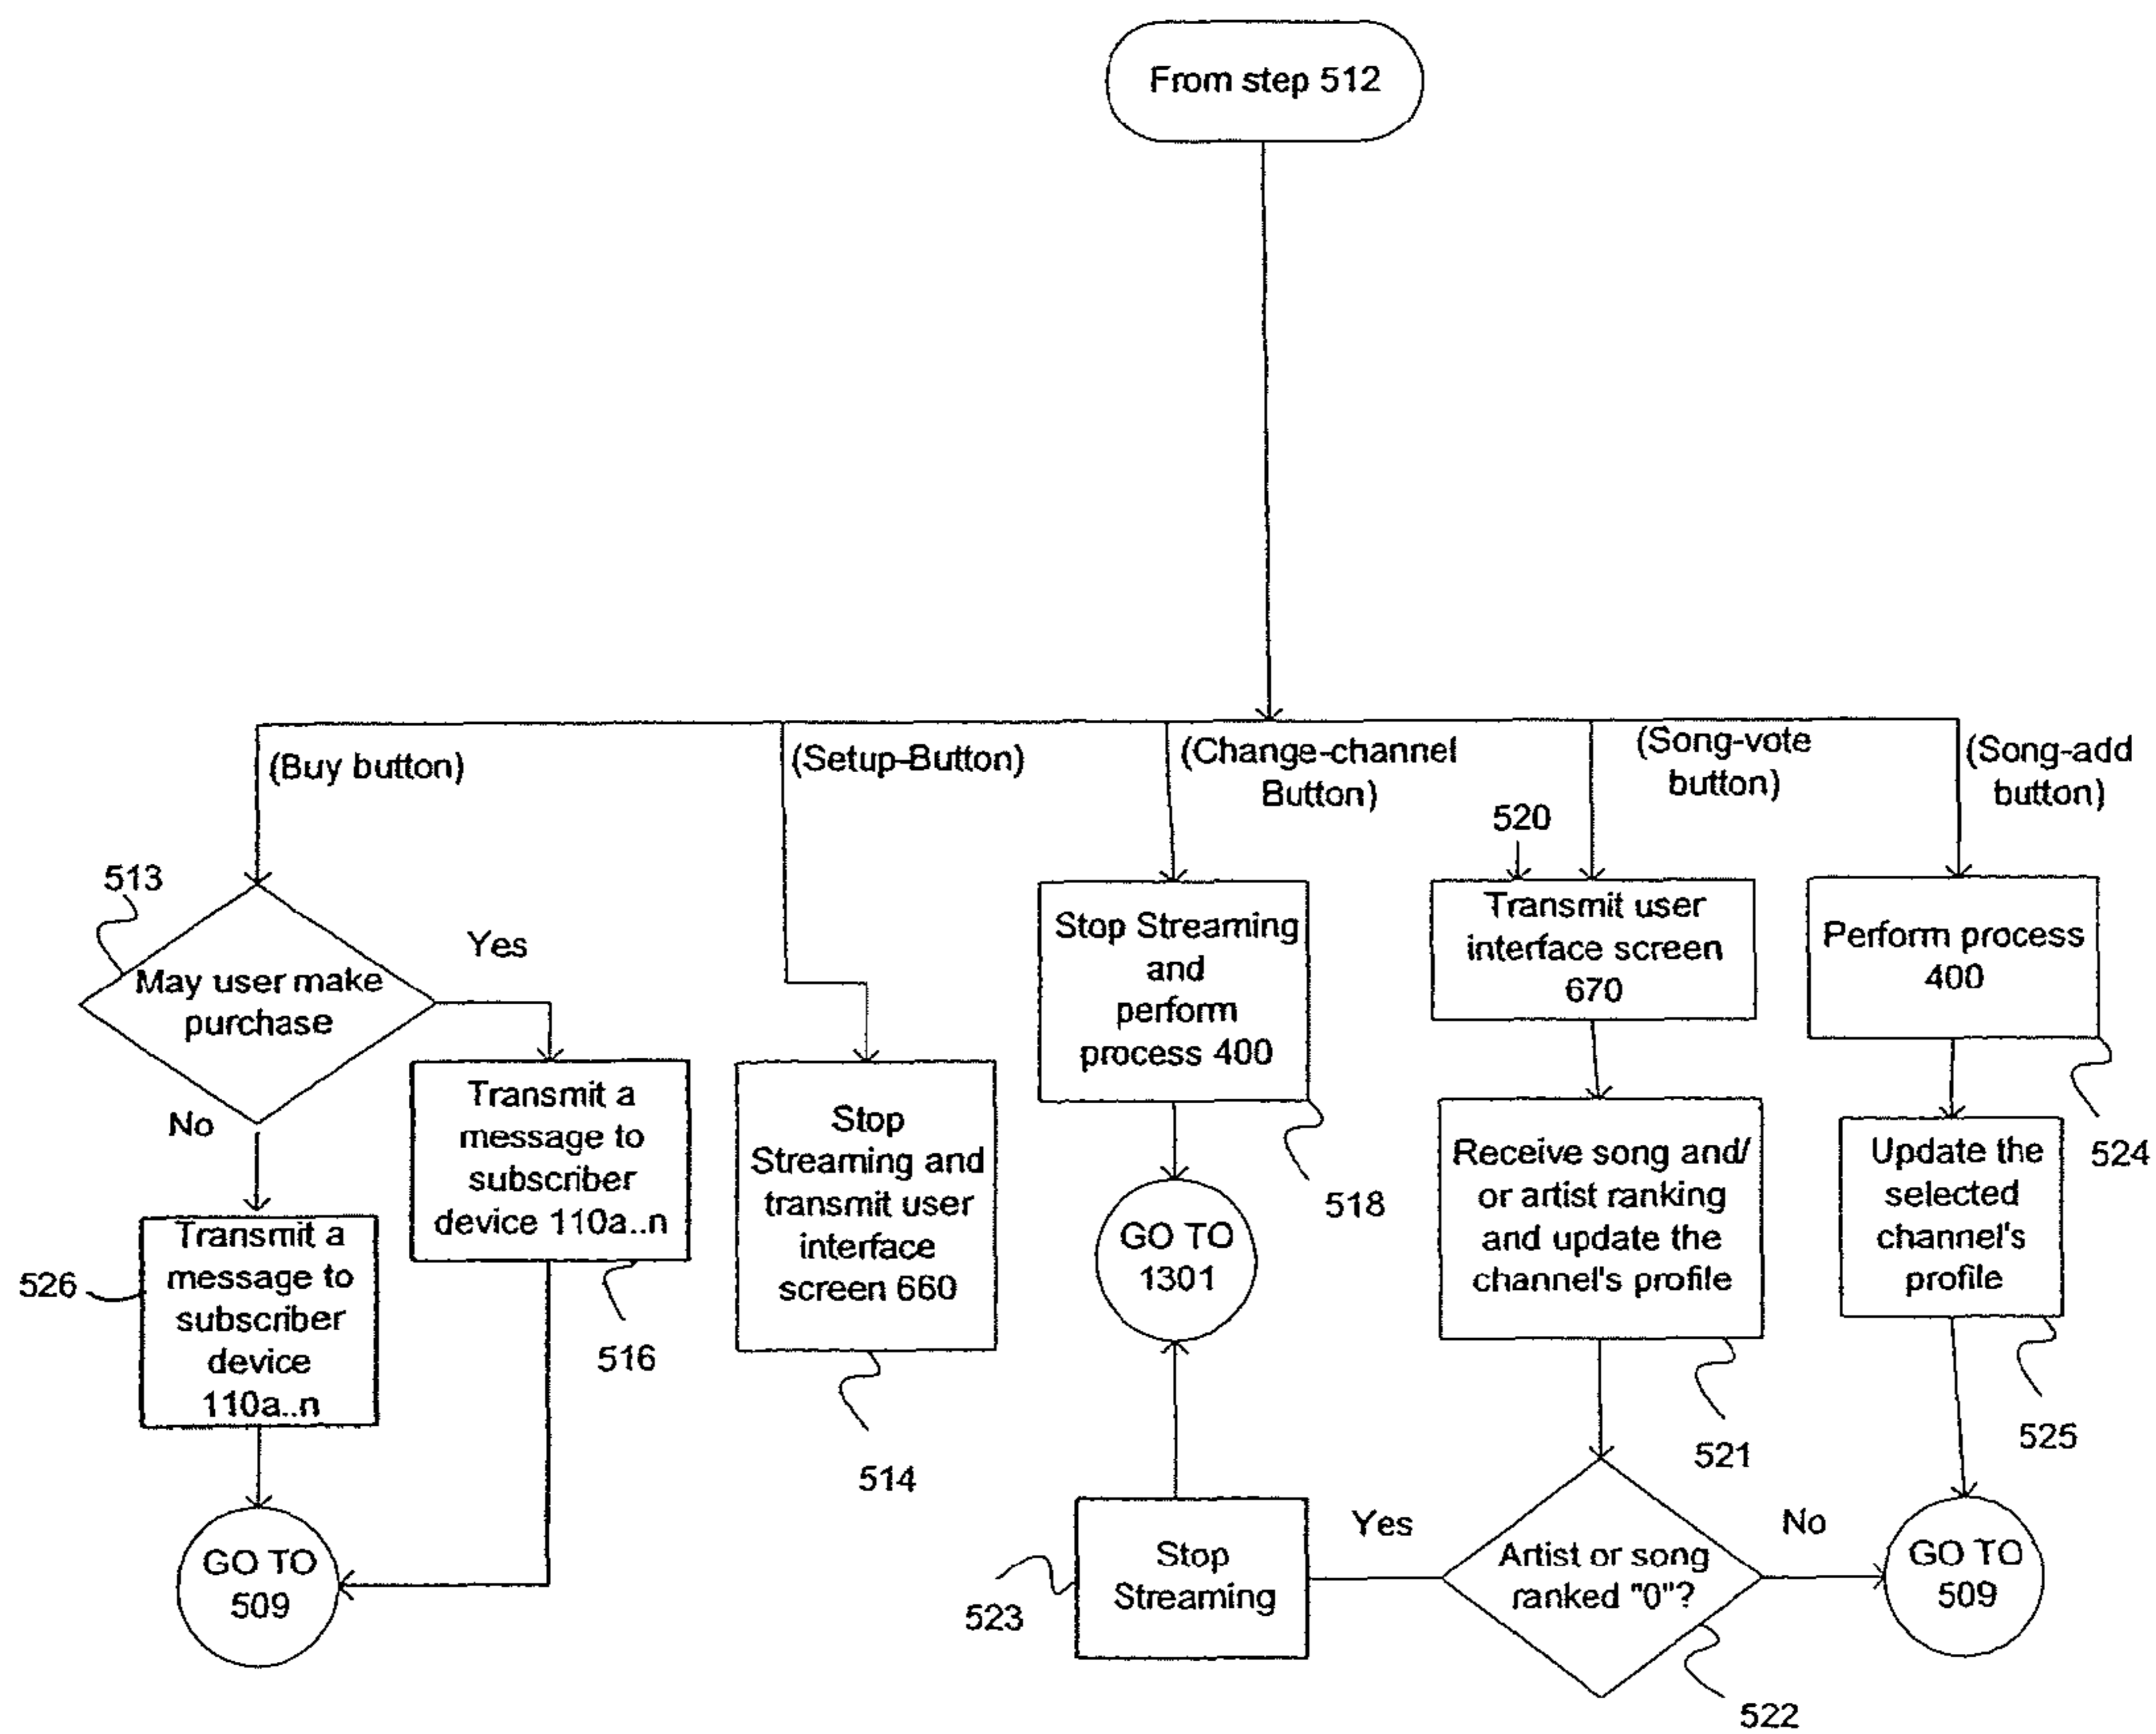 From step 512
(Buy button)
(Setup-Button)
(Change-channel
Button)
(Song-vote
button)
(Song-add
button)
513
May user make
purchase
Yes
No
Transmit a
message to
subscriber
device 110a..n
516
526
Transmit a
message to
subscriber
device
110a..n
GO TO
509
Stop
Streaming and
transmit user
interface
screen 660
514
Stop Streaming
and
perform
process 400
518
GO TO
1301
520
Transmit user
interface screen
670
Receive song and/
or artist ranking
and update the
channel's profile
521
Artist or song
ranked "0"?
522
Yes
No
Stop
Streaming
523
Perform process
400
524
Update the
selected
channel's
profile
525
GO TO
509